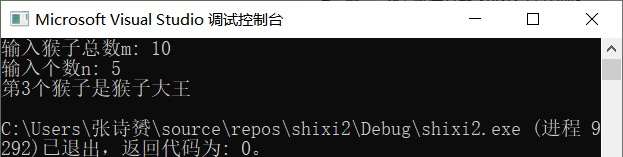 Microsoft Visual Studio 调试控制台
输入猴子总数m: 10
输入个数n: 5
第3个猴子是猴子大王
C:\Users\张诗赟\source\repos\shixi2\Debug\shixi2.exe (进程 9
292)已退出，返回代码为: 0。